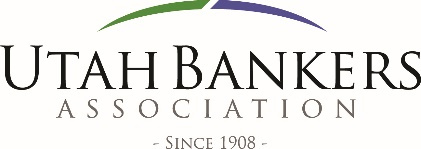 UTAH BANKERS
ASSOCIATION
- SINCE 1908 -